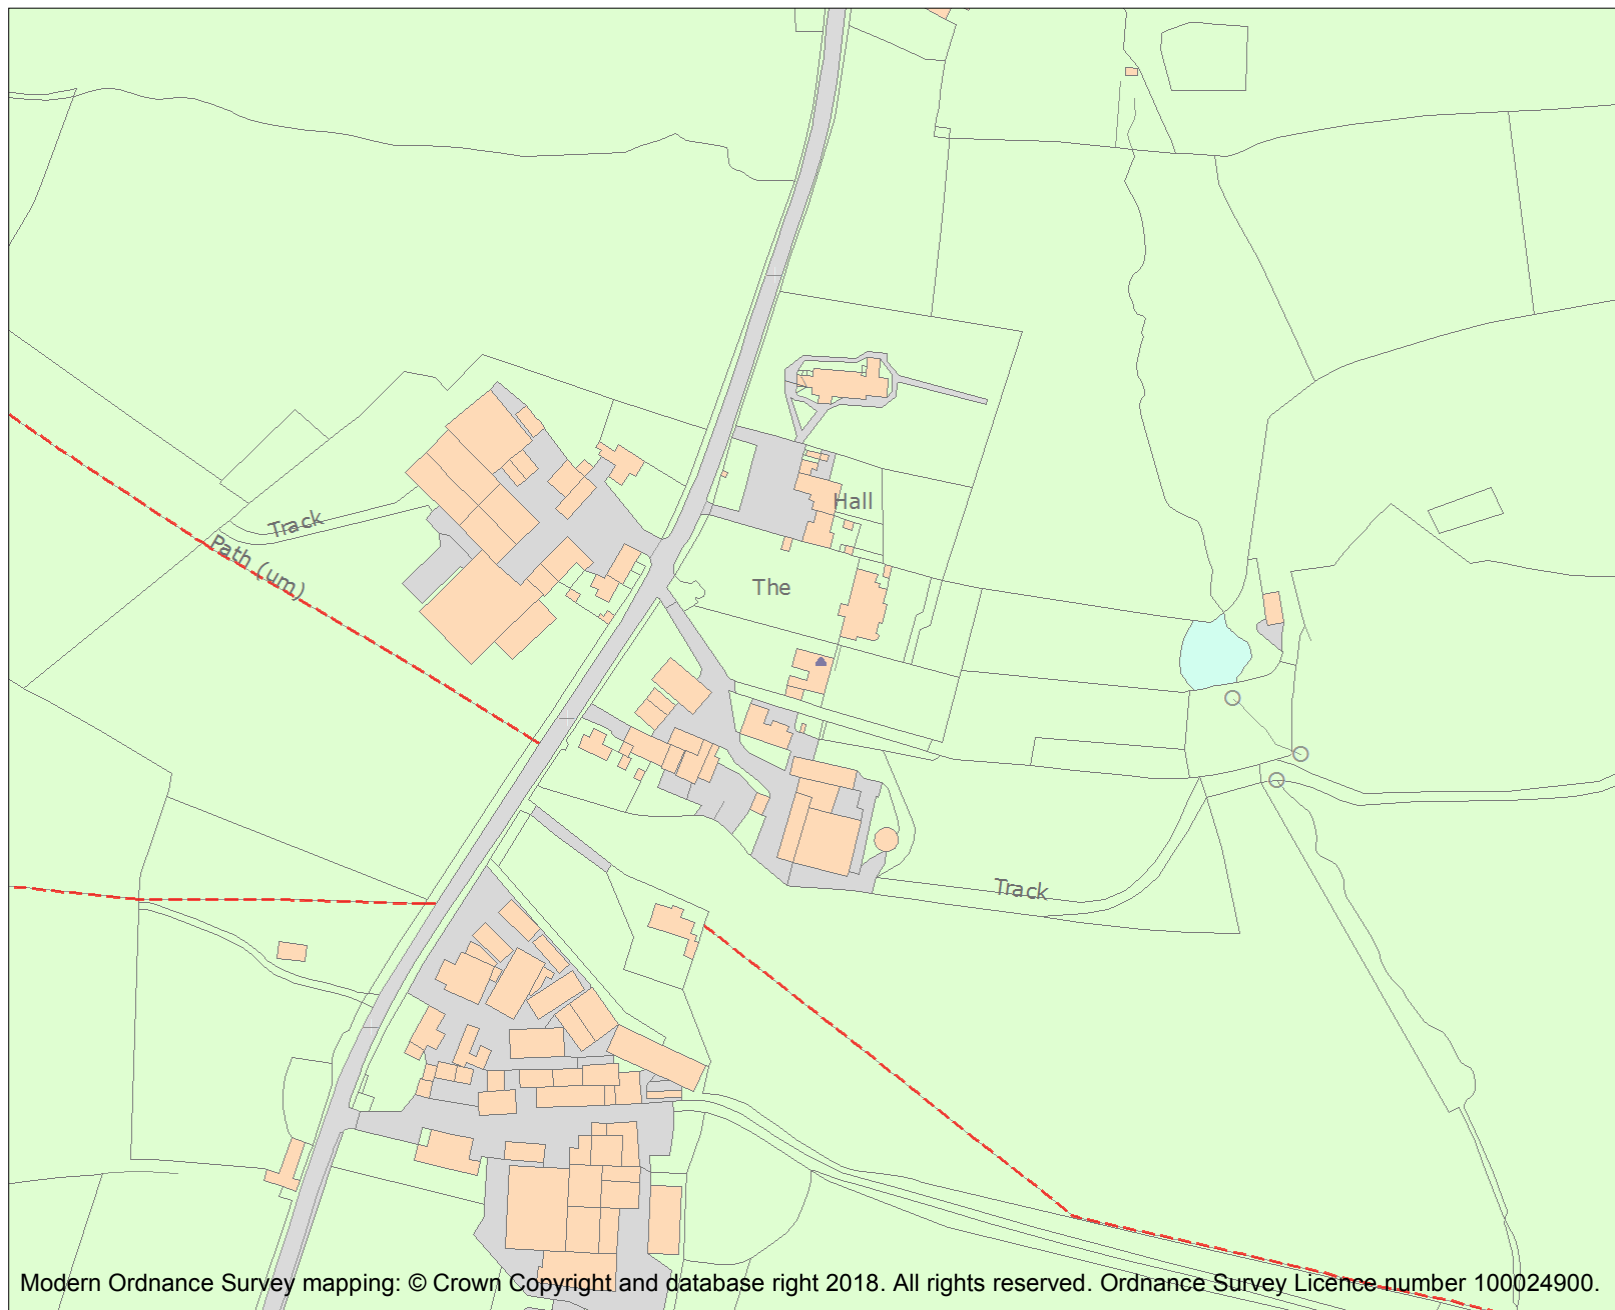 Hall
Track
Path (um)
The
Track
Modern Ordnance Survey mapping: © Crown Copyright and database right 2018. All rights reserved. Ordnance Survey Licence number 100024900.